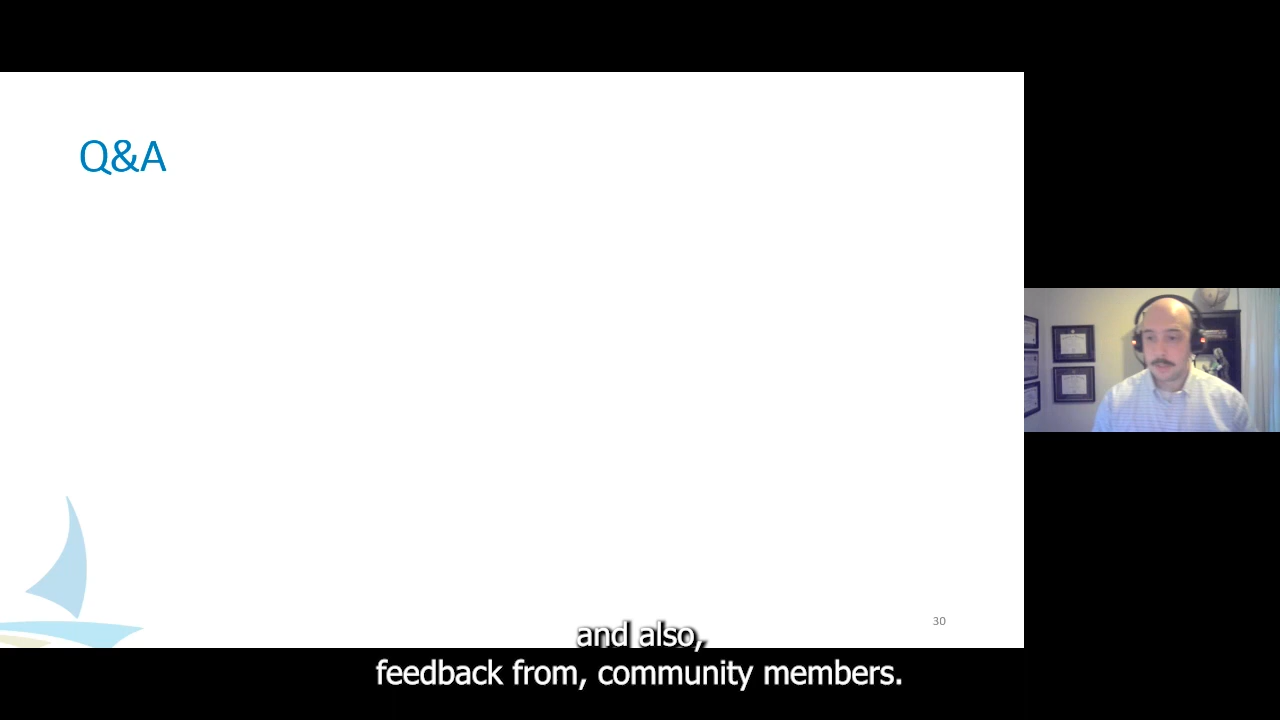 Q&A
30
and also,
feedback from, community members.